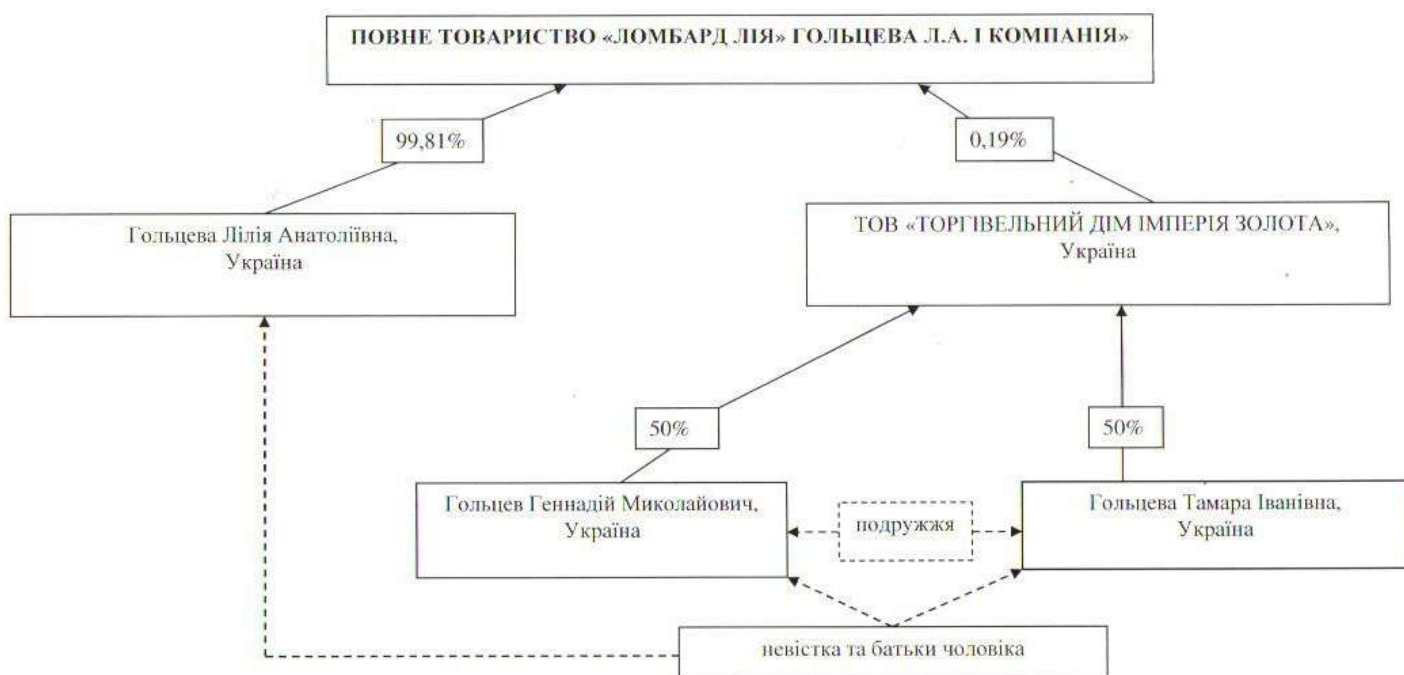 ПОВНЕ ТОВАРИСТВО «ЛОМБАРД ЛІЯ» ГОЛЬЦЕВА Л.А. І КОМПАНІЯ»
99,81%
0,19%
Гольцева Лілія Анатоліївна,
Україна
ТОВ «ТОРГІВЕЛЬНИЙ ДІМ ІМПЕРІЯ ЗОЛОТА»,
Україна
50%
50%
Гольцев Геннадій Миколайович,
Україна
подружжя
Гольцева Тамара Іванівна,
Україна
невістка та батьки чоловіка